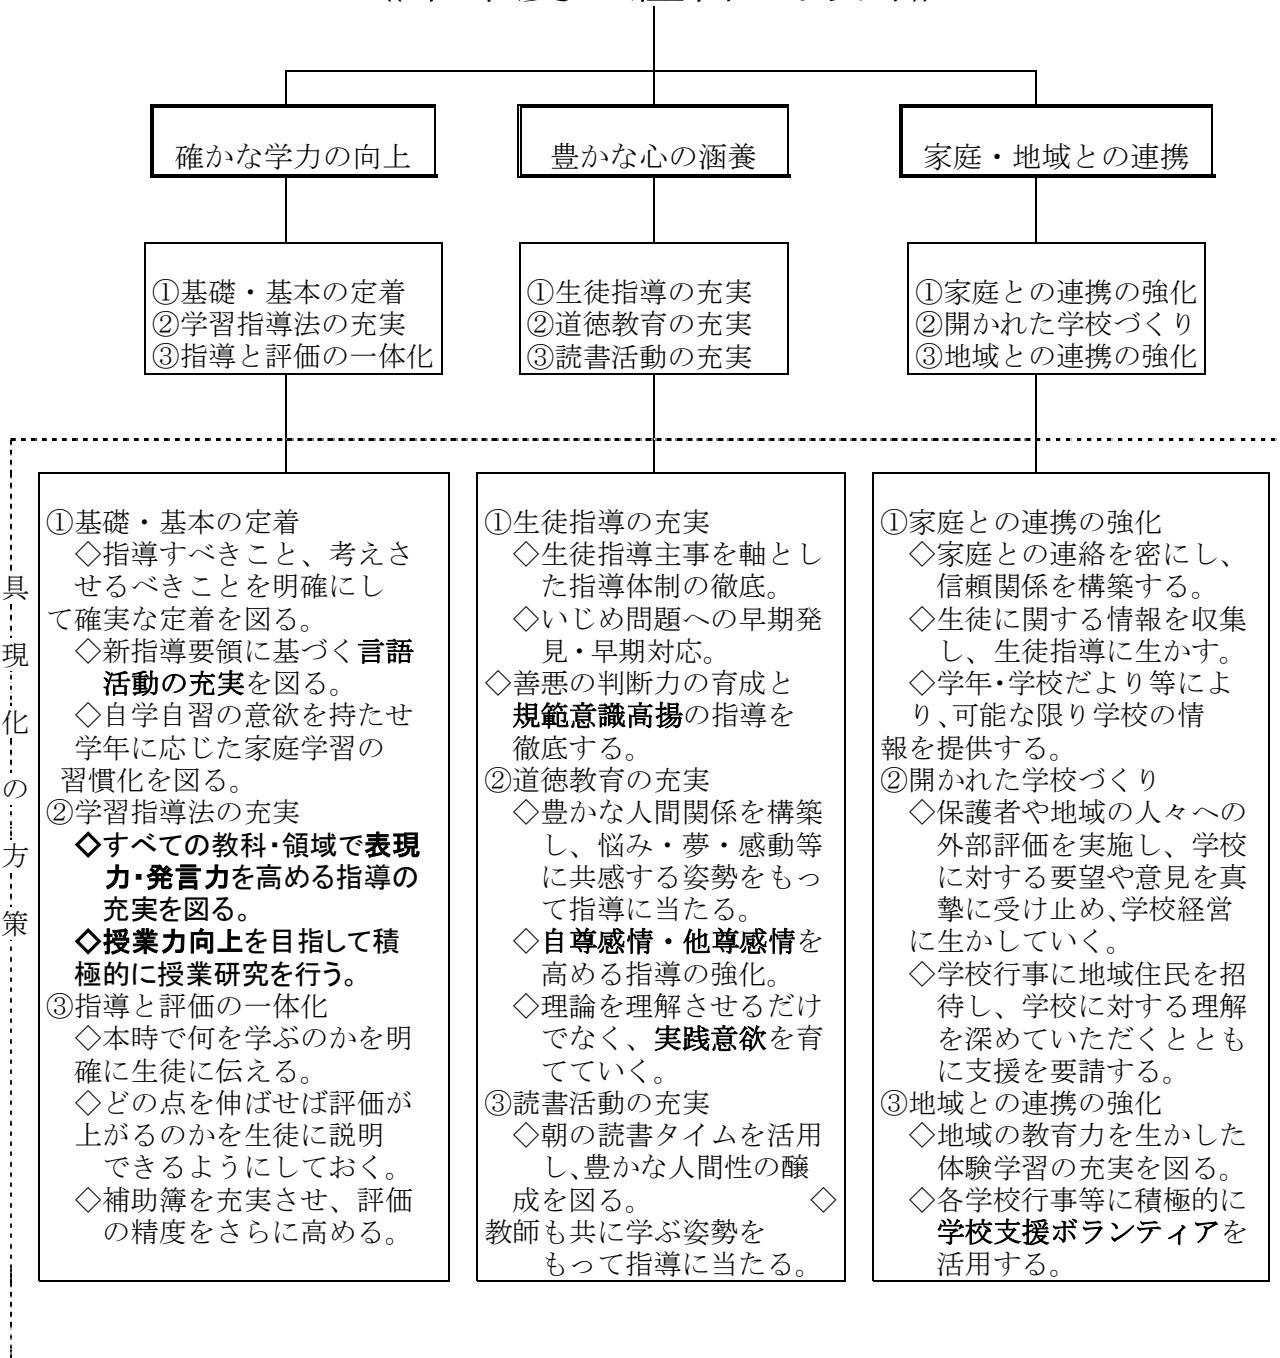 確かな学力の向上
豊かな心の涵養
家庭・地域との連携
①基礎・基本の定着
②学習指導法の充実
③指導と評価の一体化
①生徒指導の充実
②道徳教育の充実
③読書活動の充実
①家庭との連携の強化
②開かれた学校づくり
③地域との連携の強化
具
現
化
の
方
策
①基礎・基本の定着
◇指導すべきこと、考えさ
せるべきことを明確にし
て確実な定着を図る。
◇新指導要領に基づく言語
活動の充実を図る。
◇自学自習の意欲を持たせ
学年に応じた家庭学習の
習慣化を図る。
②学習指導法の充実
◇すべての教科・領域で表現
力・発言力を高める指導の
充実を図る。
◇授業力向上を目指して積
極的に授業研究を行う。
③指導と評価の一体化
◇本時で何を学ぶのかを明
確に生徒に伝える。
◇どの点を伸ばせば評価が
上がるのかを生徒に説明
できるようにしておく。
◇補助簿を充実させ、評価
の精度をさらに高める。
①生徒指導の充実
◇生徒指導主事を軸とし
た指導体制の徹底。
◇いじめ問題への早期発
見・早期対応。
◇善悪の判断力の育成と
規範意識高揚の指導を
徹底する。
②道徳教育の充実
◇豊かな人間関係を構築
し、悩み・夢・感動等
に共感する姿勢をもっ
て指導に当たる。
◇自尊感情・他尊感情を
高める指導の強化。
◇理論を理解させるだけ
でなく、実践意欲を育
てていく。
③読書活動の充実
◇朝の読書タイムを活用
し、豊かな人間性の醸
成を図る。 ◇
教師も共に学ぶ姿勢を
もって指導に当たる。
①家庭との連携の強化
◇家庭との連絡を密にし、
信頼関係を構築する。
◇生徒に関する情報を収集
し、生徒指導に生かす。
◇学年・学校だより等によ
り、可能な限り学校の情
報を提供する。
②開かれた学校づくり
◇保護者や地域の人々への
外部評価を実施し、学校
に対する要望や意見を真
摯に受け止め、学校経営
に生かしていく。
◇学校行事に地域住民を招
待し、学校に対する理解
を深めていただくととも
に支援を要請する。
③地域との連携の強化
◇地域の教育力を生かした
体験学習の充実を図る。
◇各学校行事等に積極的に
学校支援ボランティアを
活用する。